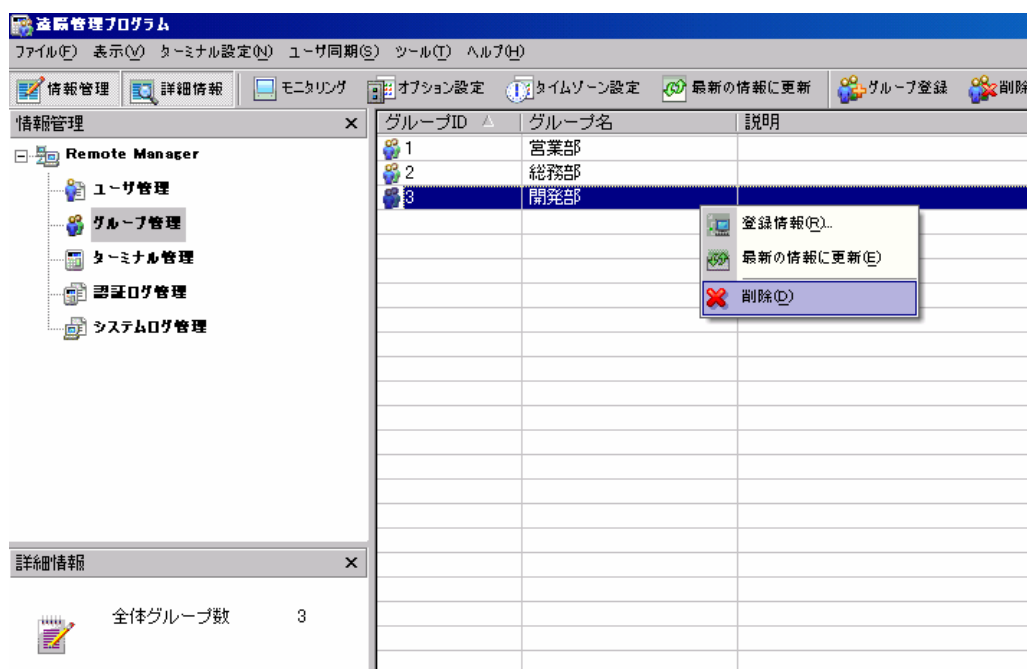 遠隔管理プログラム
ファイル(F) 表示(V) ターミナル設定(N) ユーザ同期(S) ツール(T) ヘルプ(H)
情報管理 詳細情報 モニタリング オプション設定 タイムゾーン設定 最新の情報に更新 グループ登録 削除
情報管理
Remote Manager
ユーザ管理
グループ管理
ターミナル管理
認証ログ管理
システムログ管理
グループID グループ名 説明
1 営業部
2 総務部
3 開発部
登録情報(R)...
最新の情報に更新(E)
削除(D)
詳細情報
全体グループ数 3